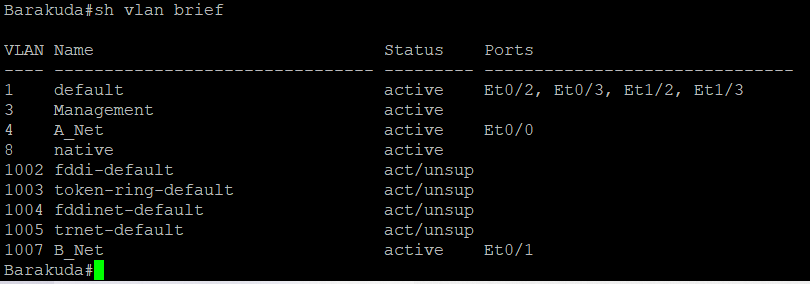 Barakuda#sh vlan brief
VLAN Name                             Status    Ports
---- -------------------------------- --------- -------------------------------
1    default                          active    Et0/2, Et0/3, Et1/2, Et1/3
3    Management                       active
4    A_Net                            active    Et0/0
8    native                           active
1002 fddi-default                     act/unsup
1003 token-ring-default               act/unsup
1004 fddinet-default                  act/unsup
1005 trnet-default                    act/unsup
1007 B_Net                            active    Et0/1
Barakuda#